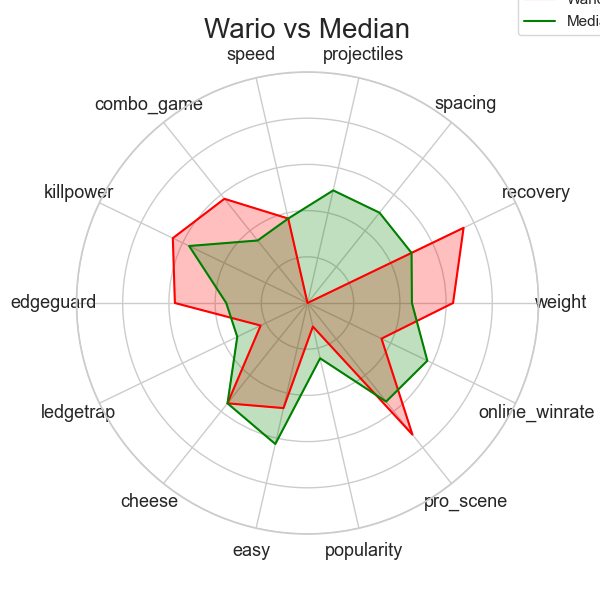 Wario vs Median
speed
projectiles
combo_game
spacing
killpower
recovery
edgeguard
weight
ledgetrap
online_winrate
cheese
pro_scene
easy
popularity